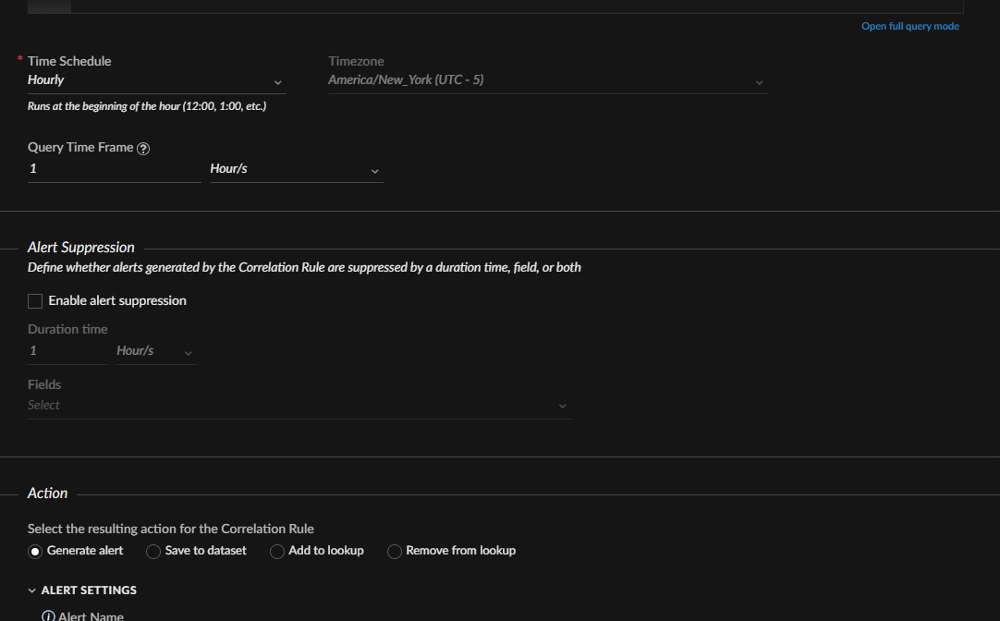 Open full query mode
* Time Schedule
Timezone
Hourly
America/New_York (UTC - 5)
Runs at the beginning of the hour (12:00, 1:00, etc.)
Query Time Frame ?
1
Hour/s
Alert Suppression
Define whether alerts generated by the Correlation Rule are suppressed by a duration time, field, or both
Enable alert suppression
Duration time
1
Hour/s
Fields
Select
Action
Select the resulting action for the Correlation Rule
Generate alert
Save to dataset
Add to lookup
Remove from lookup
ALERT SETTINGS
i Alert Name